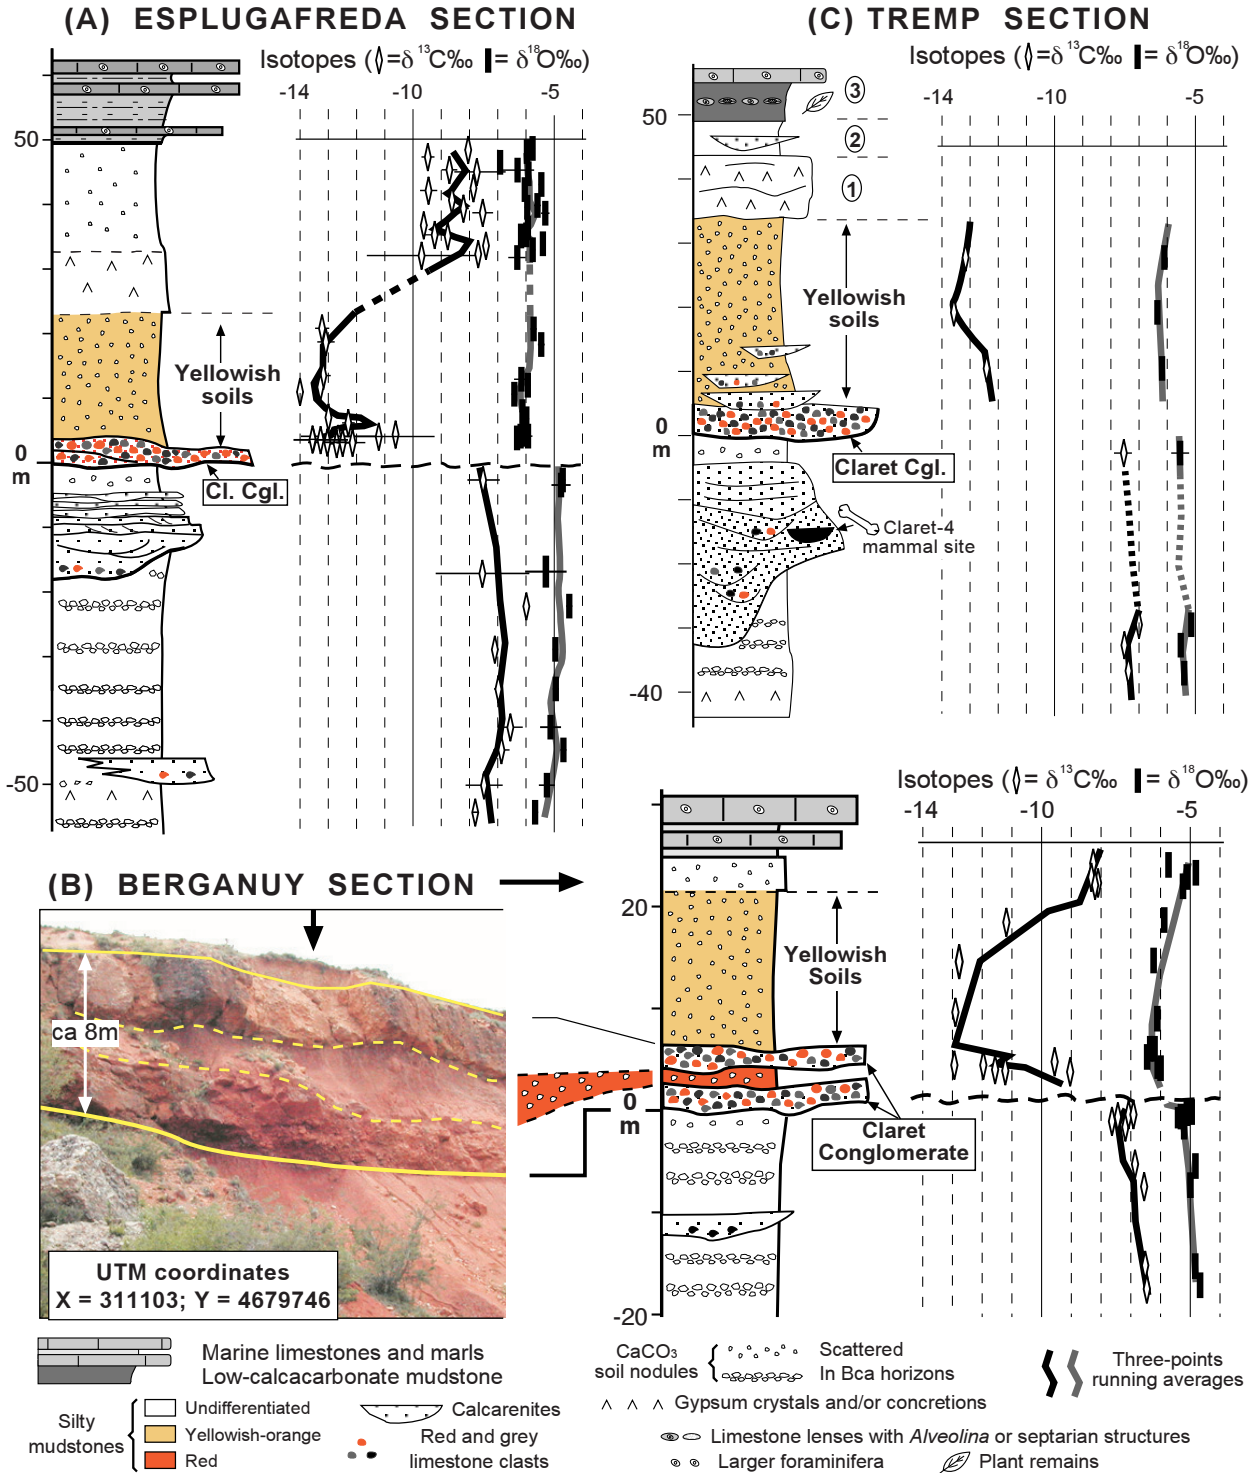 (A) ESPLUGAFREDA SECTION
Isotopes (=δ¹³C‰ = δ¹⁸O‰)
-14
-10
-5
50
Yellowish
soils
0
m
Cl. Cgl.
-50
(C) TREMP SECTION
Isotopes (=δ¹³C‰ = δ¹⁸O‰)
-14
-10
-5
3
50
2
1
Yellowish
soils
0
m
Claret Cgl.
Claret-4
mammal site
-40
(B) BERGANUY SECTION
ca 8m
UTM coordinates
X = 311103; Y = 4679746
Isotopes (= δ¹³C‰ = δ¹⁸O‰)
-14
-10
-5
20
Yellowish
Soils
0
m
Claret
Conglomerate
-20
Marine limestones and marls
Low-calcacarbonate mudstone
Silty
mudstones
Undifferentiated
Yellowish-orange
Red
Calcarenites
Red and grey
limestone clasts
CaCO₃
soil nodules
Scattered
In Bca horizons
Three-points
running averages
Gypsum crystals and/or concretions
Limestone lenses with Alveolina or septarian structures
Larger foraminifera
Plant remains